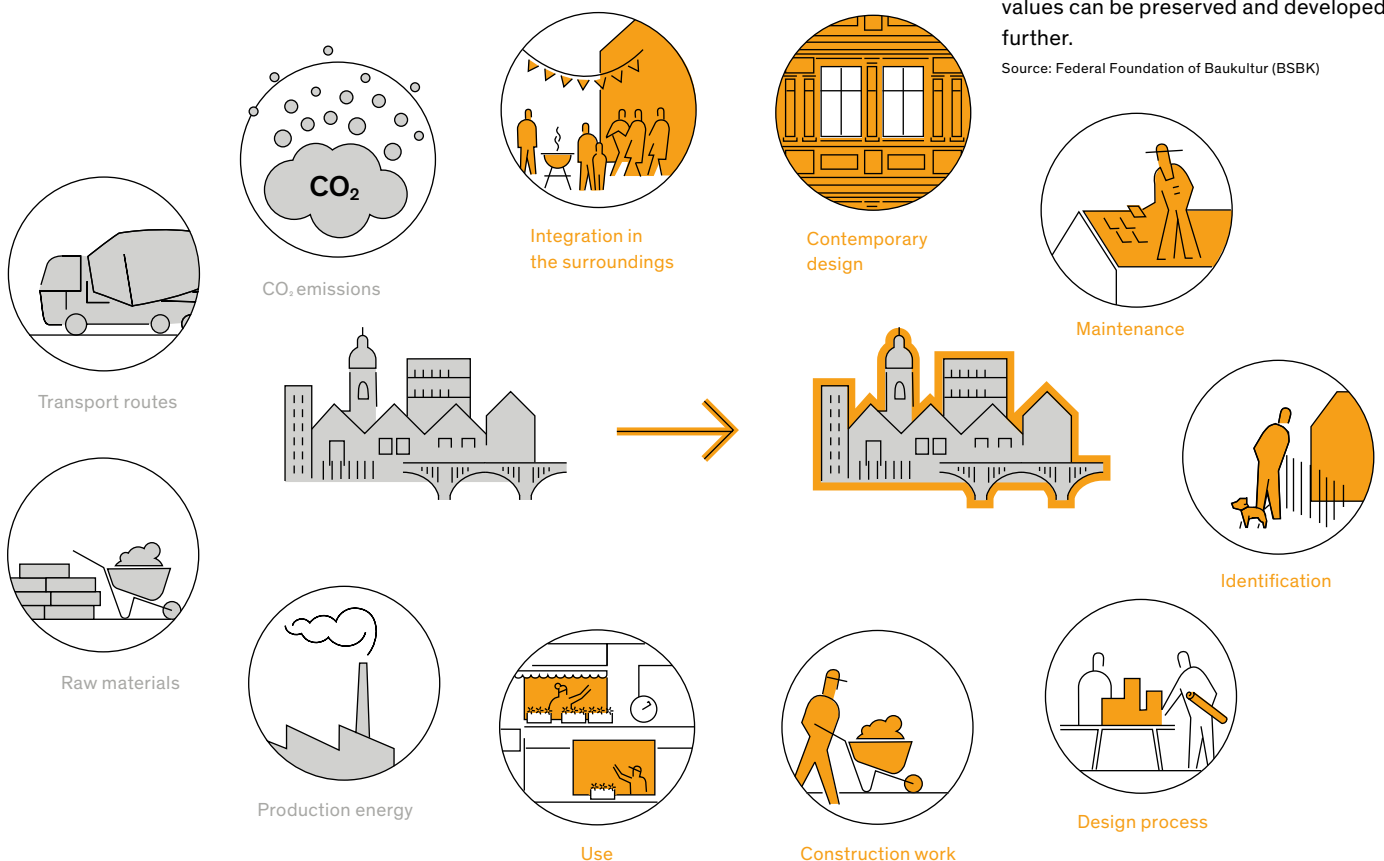 values can be preserved and developed
further.
Source: Federal Foundation of Baukultur (BSBK)
CO₂
Integration in
the surroundings
Contemporary
design
CO₂ emissions
Maintenance
Transport routes
Identification
Raw materials
Production energy
Design process
Use
Construction work